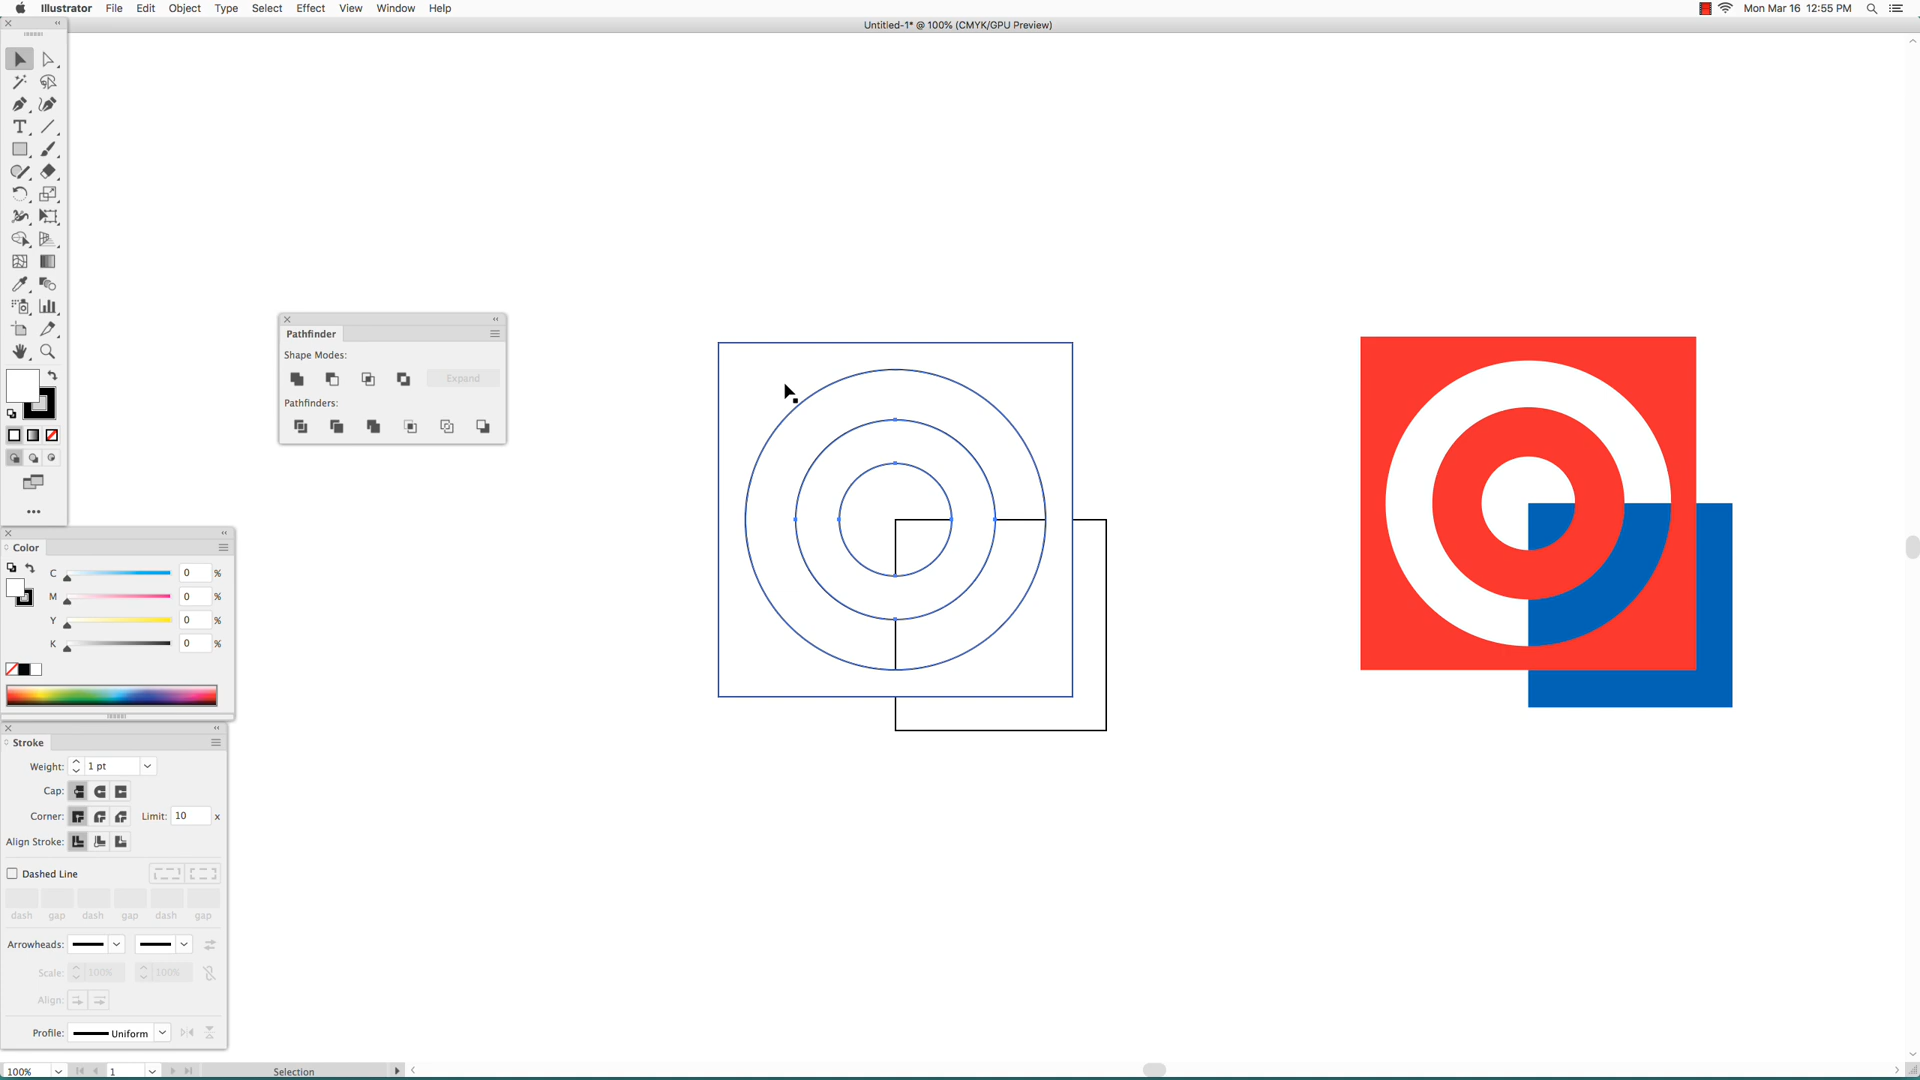 Illustrator File Edit Object Type Select Effect View Window Help
Mon Mar 16 12:55 PM
Untitled-1* @ 100% (CMYK/GPU Preview)
Pathfinder
Shape Modes:
Expand
Pathfinders:
Color
C 0 %
M 0 %
Y 0 %
K 0 %
Stroke
Weight: 1 pt
Cap:
Corner: Limit: 10 x
Align Stroke:
Dashed Line
dash gap dash gap dash gap
Arrowheads:
Scale: 100% 100%
Align:
Profile: Uniform
100% 1 Selection